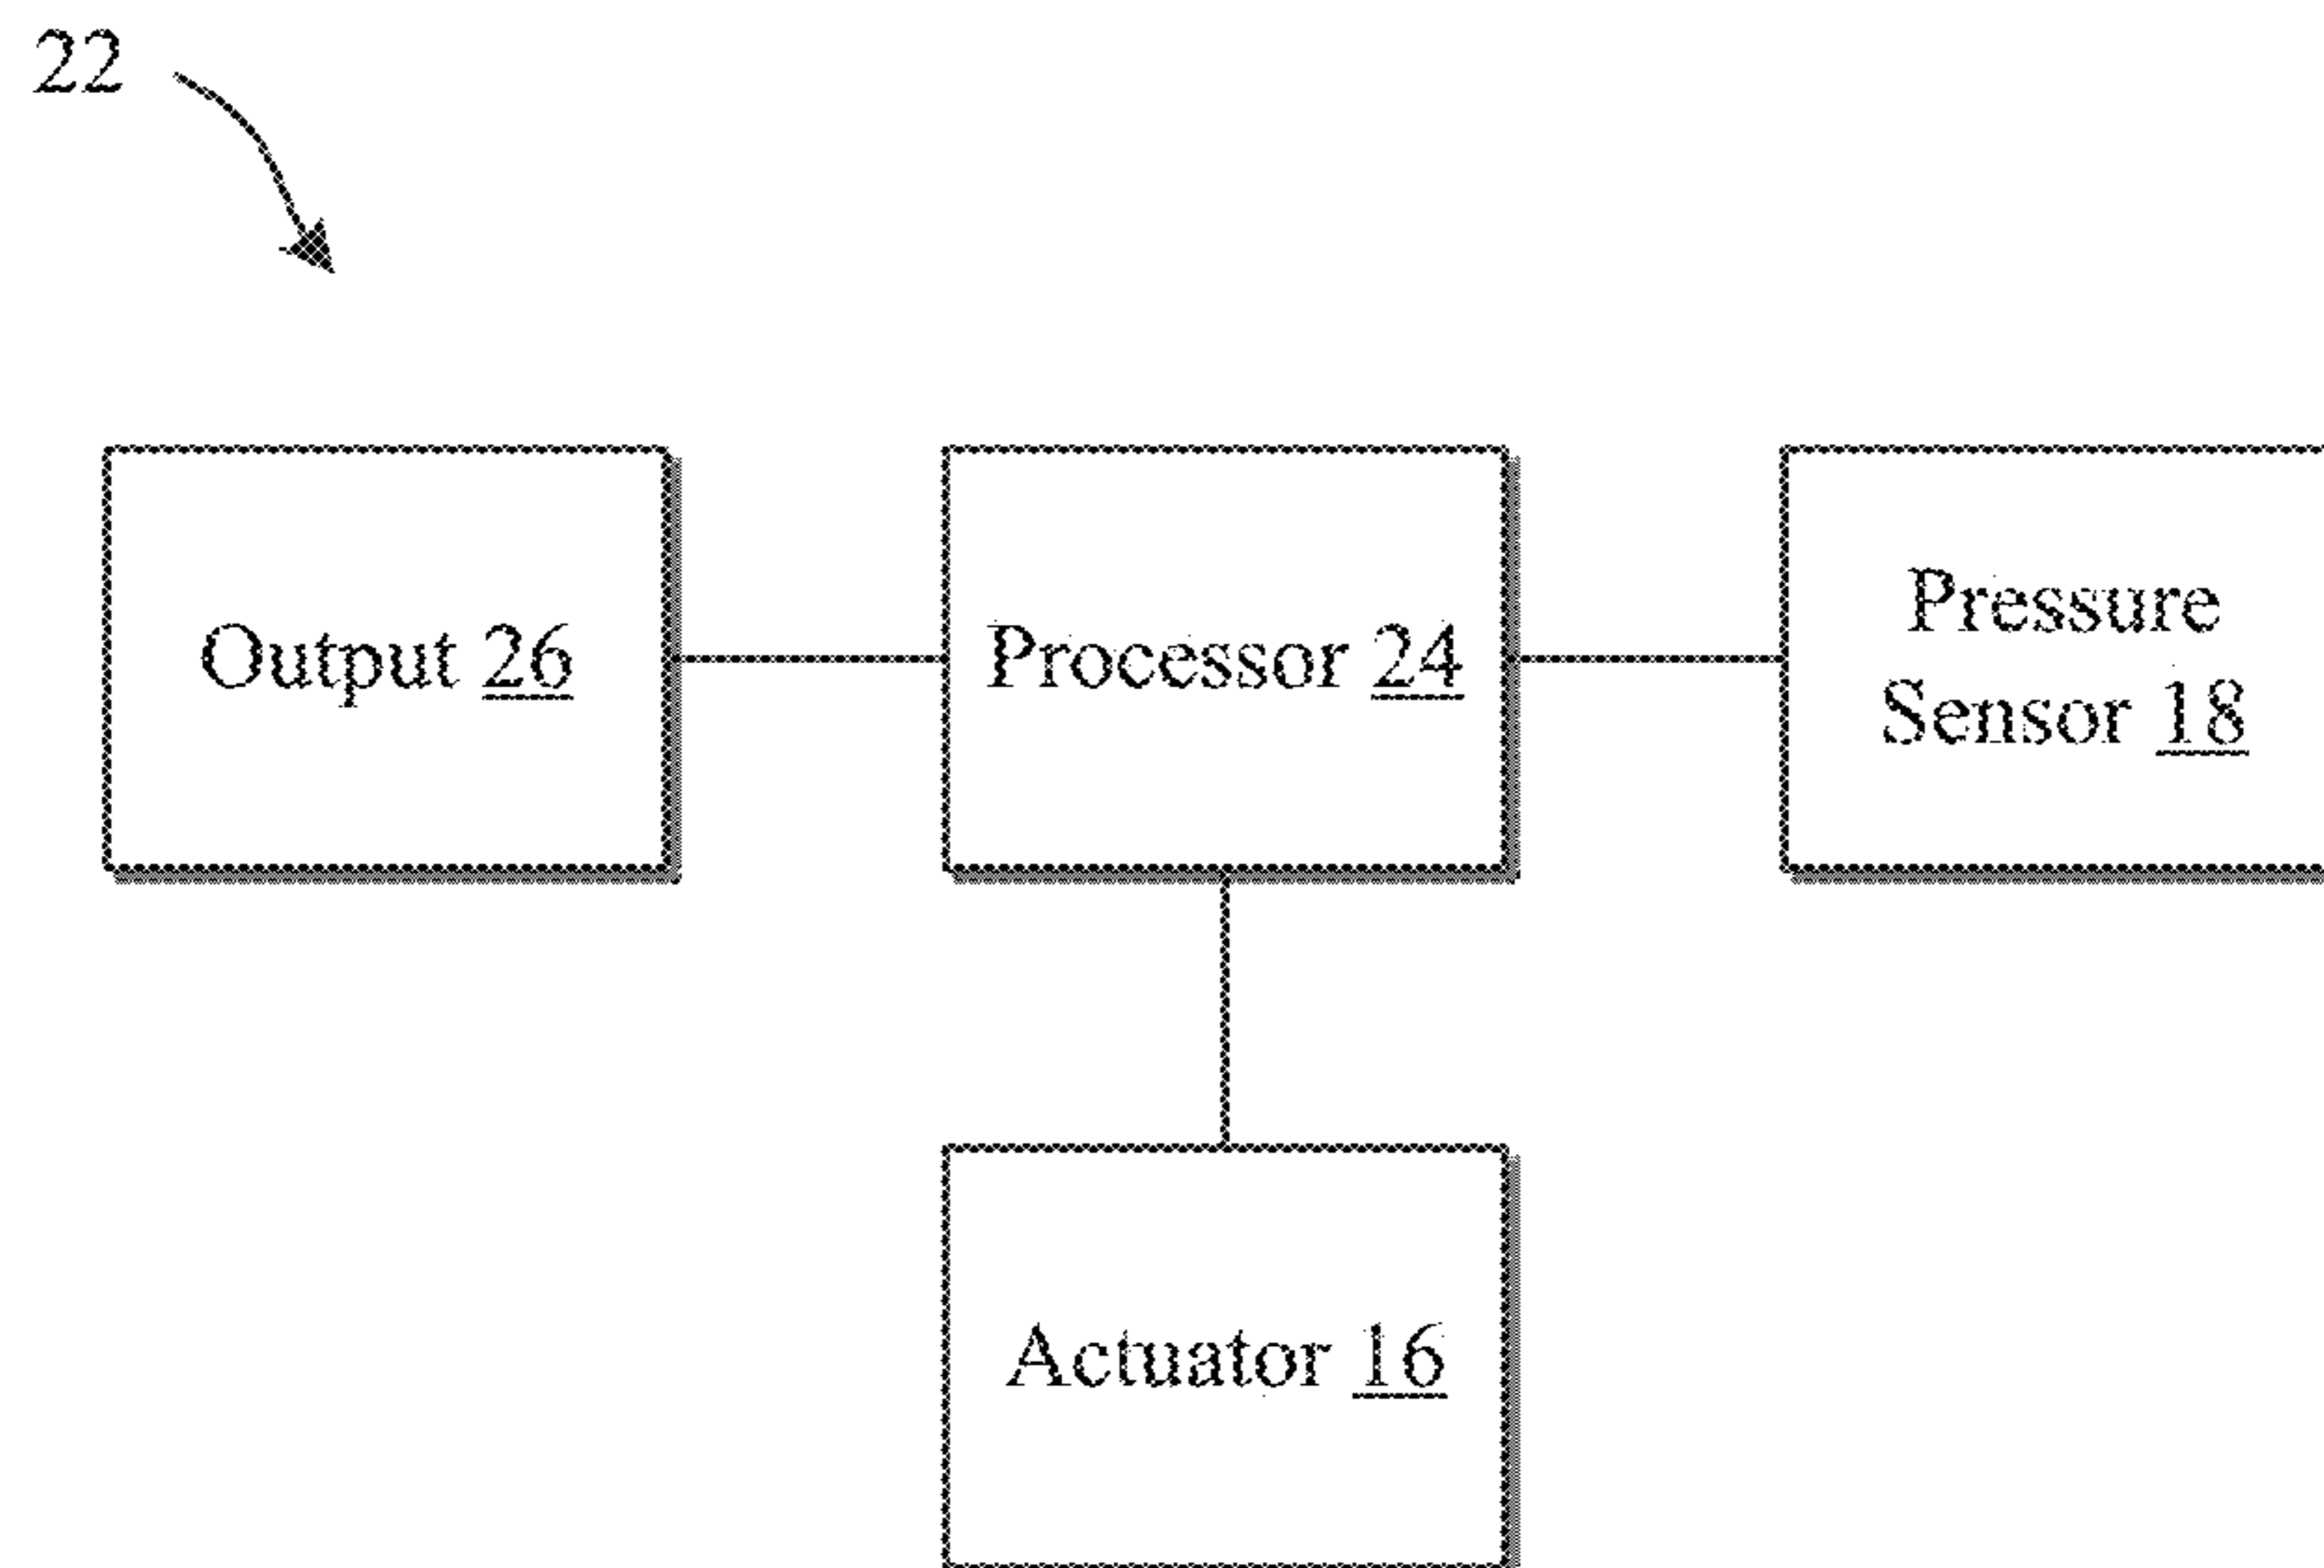 22
Output 26
Processor 24
Pressure
Sensor 18
Actuator 16